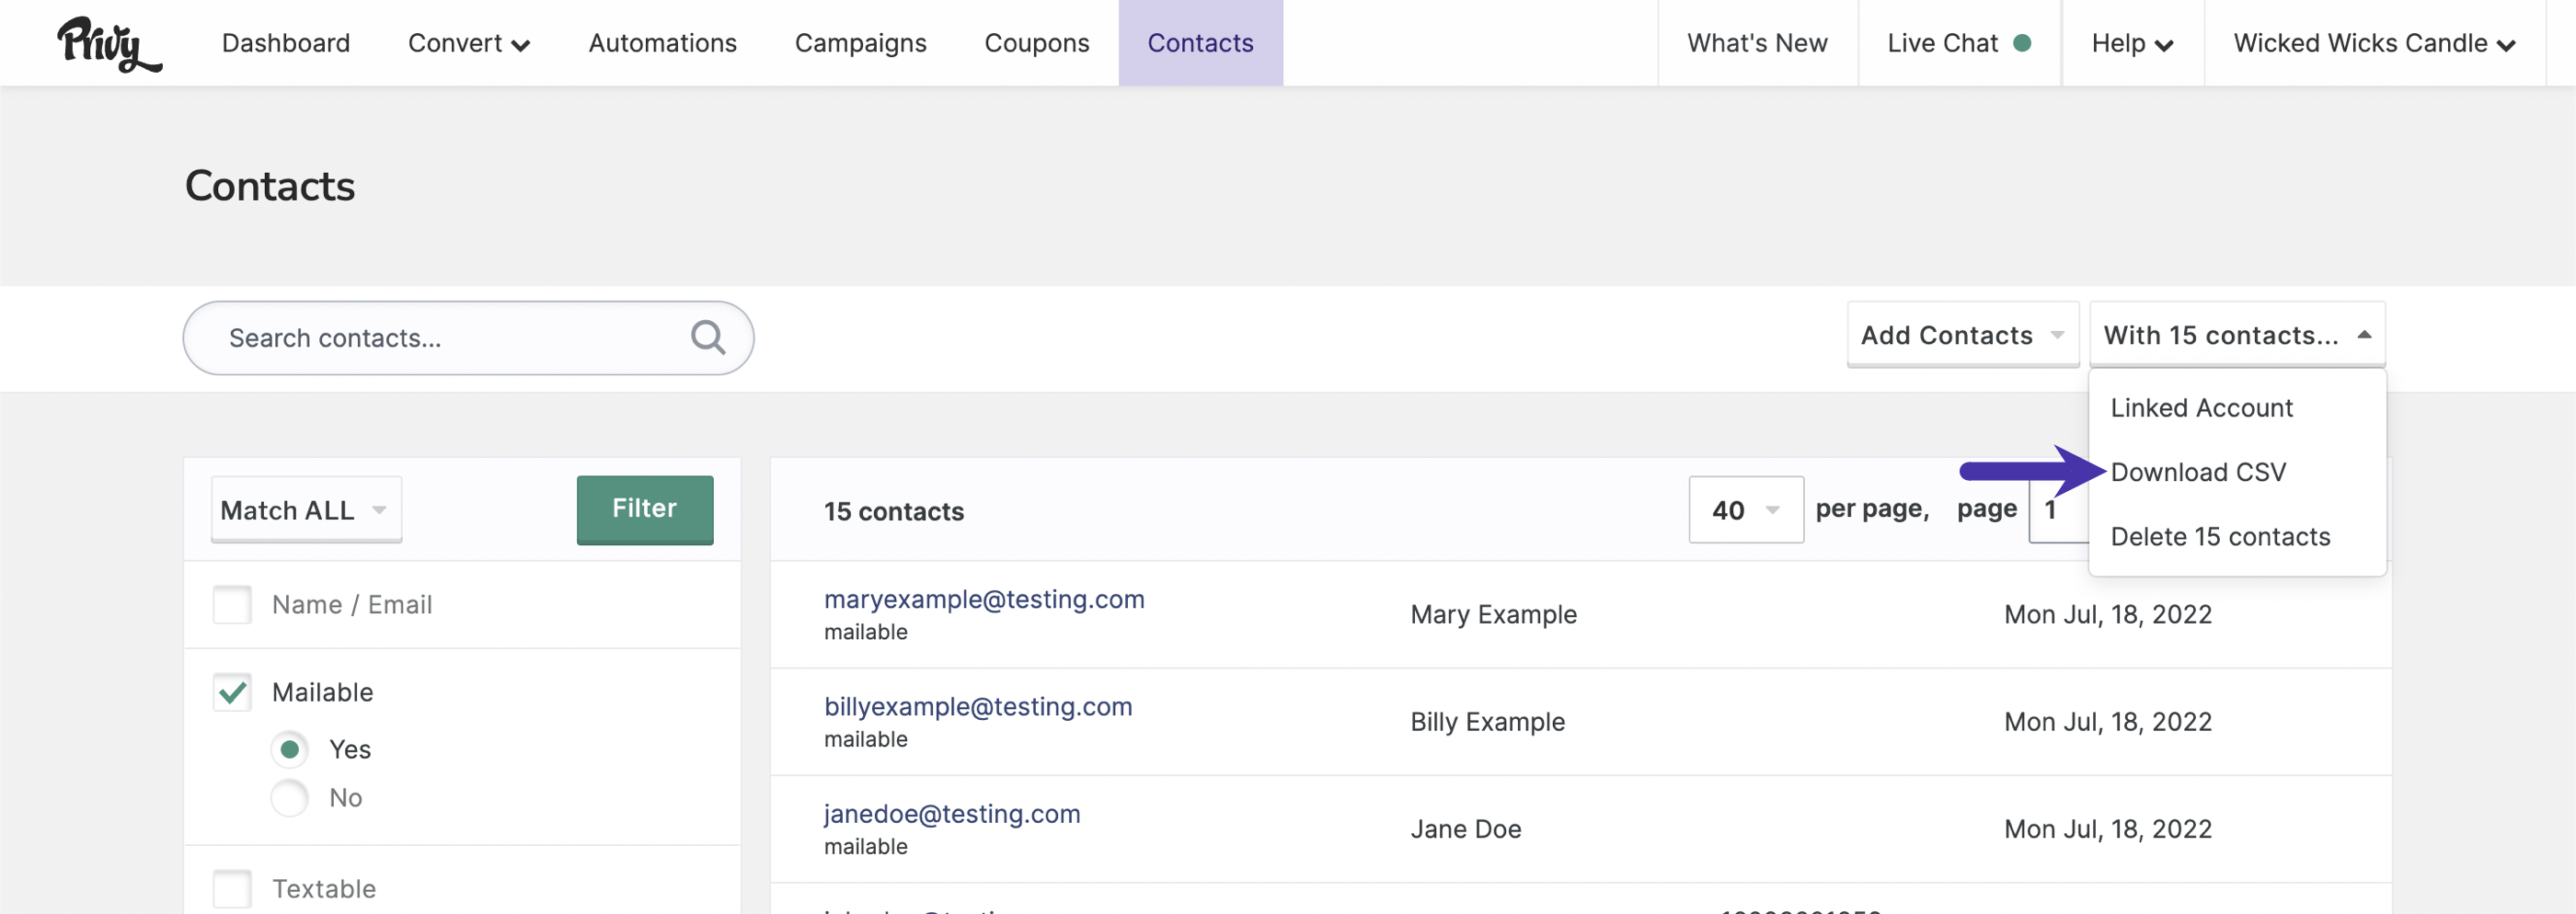 Privy
Dashboard
Convert
Automations
Campaigns
Coupons
Contacts
What's New
Live Chat
Help
Wicked Wicks Candle
Contacts
Search contacts...
Add Contacts
With 15 contacts...
Linked Account
Download CSV
Delete 15 contacts
Match ALL
Filter
15 contacts
40
per page,
page
1
Name / Email
Mailable
Yes
No
Textable
maryexample@testing.com
mailable
Mary Example
Mon Jul, 18, 2022
billyexample@testing.com
mailable
Billy Example
Mon Jul, 18, 2022
janedoe@testing.com
mailable
Jane Doe
Mon Jul, 18, 2022